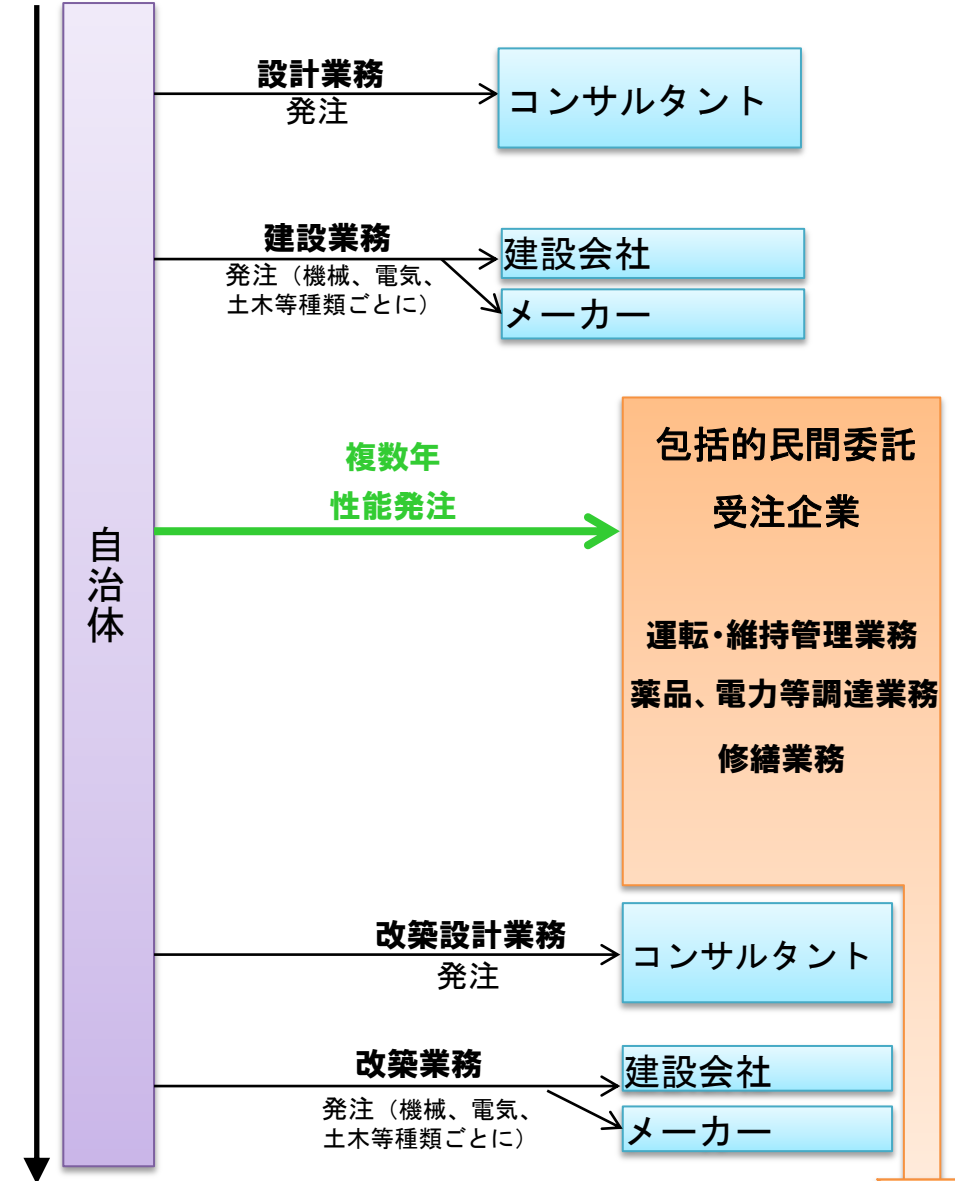 設計業務
発注
コンサルタント
建設業務
発注（機械、電気、
土木等種類ごとに）
建設会社
メーカー
自治体
複数年
性能発注
包括的民間委託
受注企業
運転・維持管理業務
薬品、電力等調達業務
修繕業務
改築設計業務
発注
コンサルタント
改築業務
発注（機械、電気、
土木等種類ごとに）
建設会社
メーカー